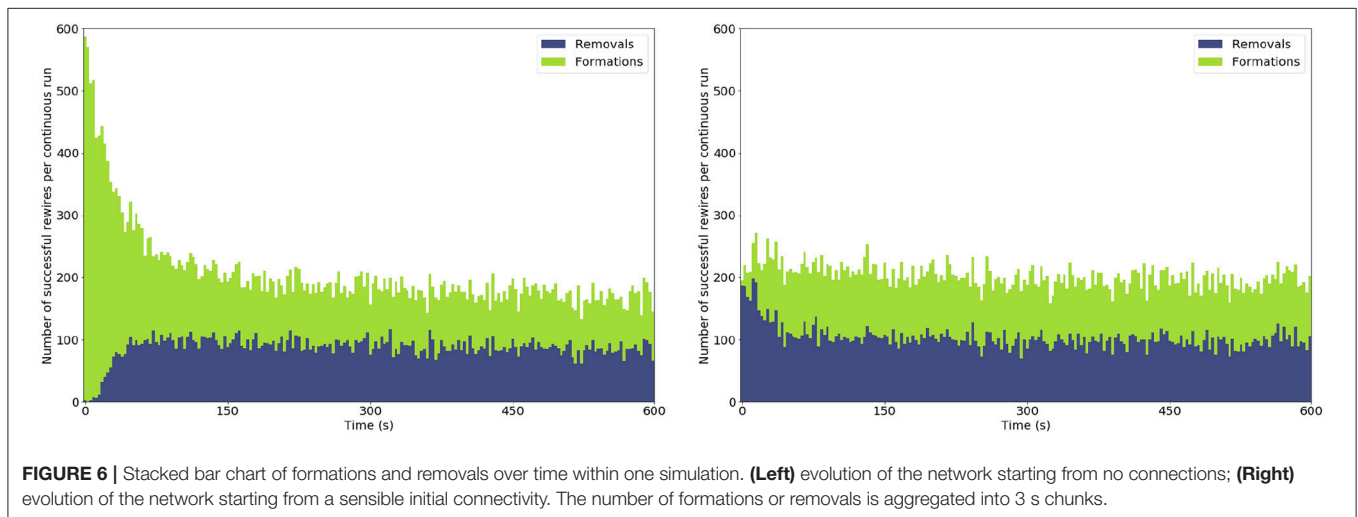 Number of successful rewires per continuous run
600
500
400
300
200
100
0
0
150
300
450
600
Time (s)
Removals
Formations
Number of successful rewires per continuous run
600
500
400
300
200
100
0
0
150
300
450
600
Time (s)
Removals
Formations
FIGURE 6 | Stacked bar chart of formations and removals over time within one simulation. (Left) evolution of the network starting from no connections; (Right)
evolution of the network starting from a sensible initial connectivity. The number of formations or removals is aggregated into 3 s chunks.